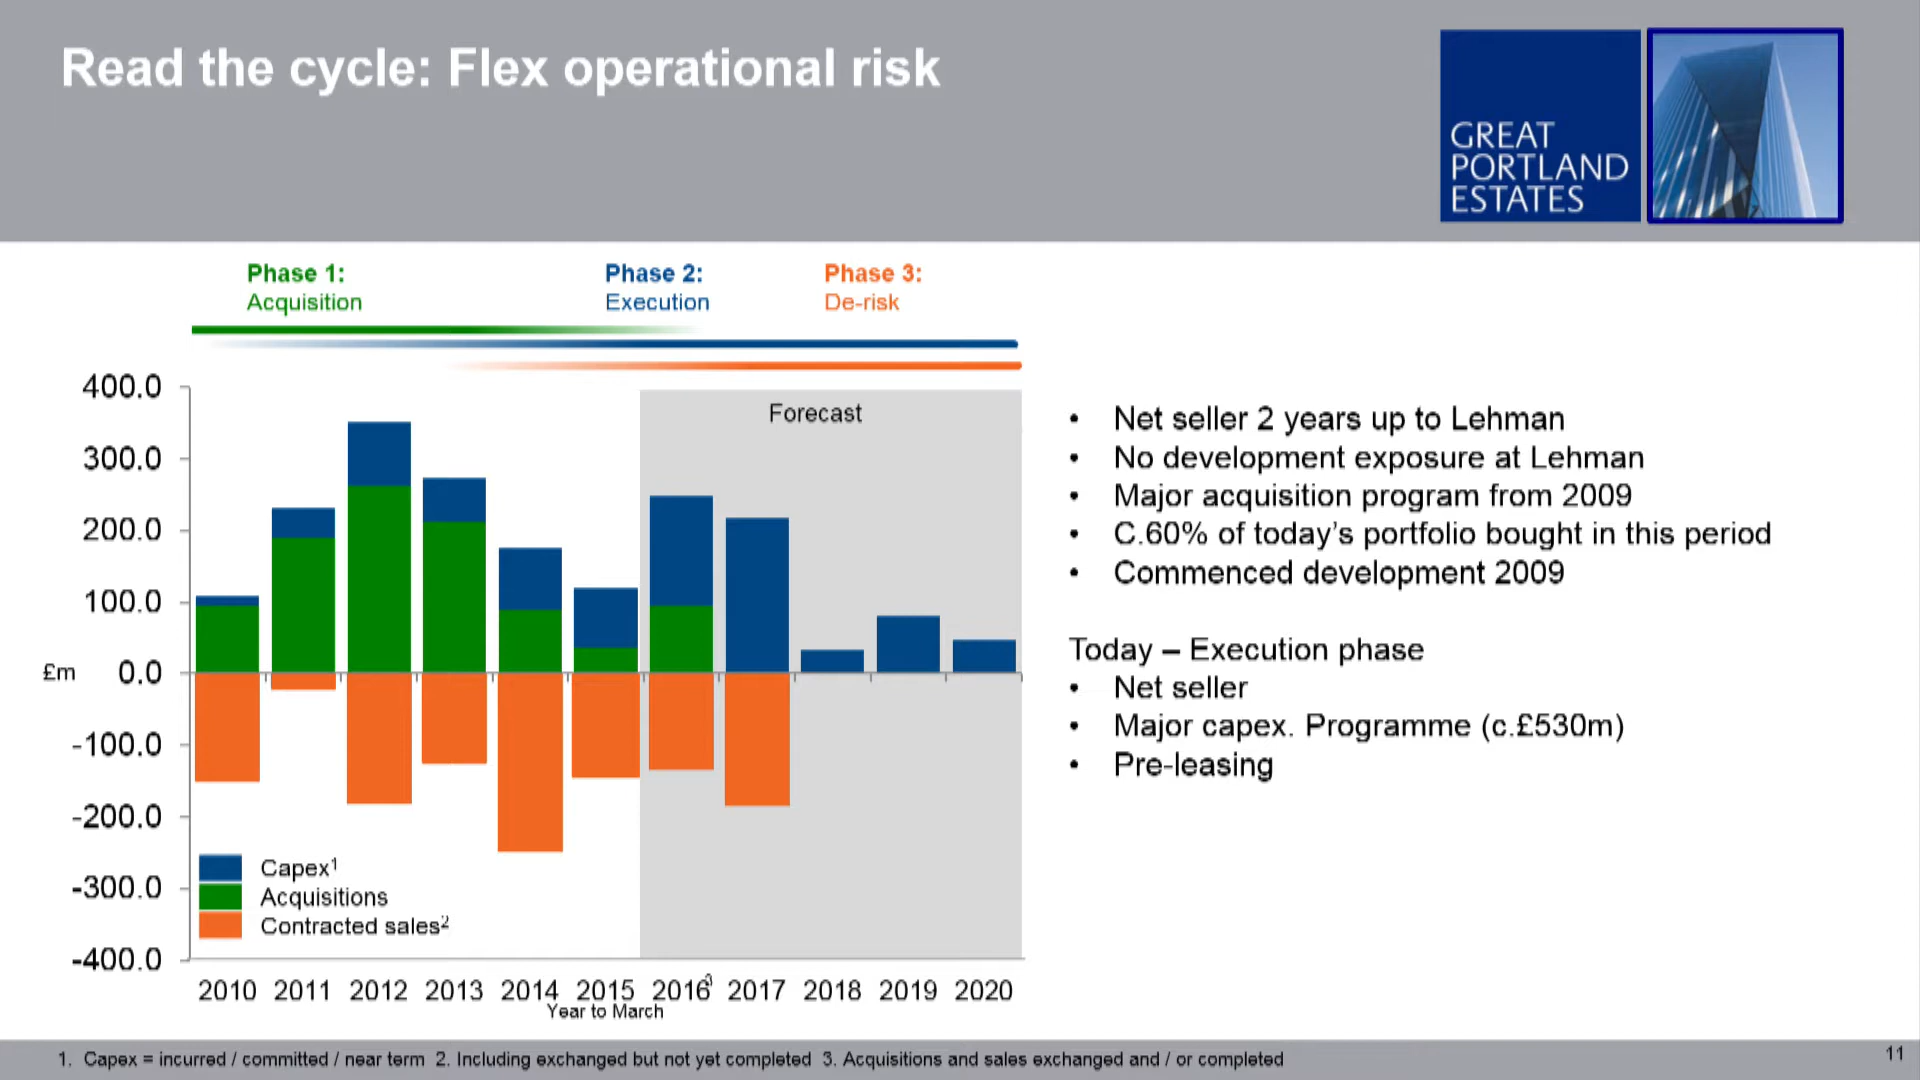 Read the cycle: Flex operational risk
GREAT
PORTLAND
ESTATES
Phase 1:
Acquisition
Phase 2:
Execution
Phase 3:
De-risk
400.0
300.0
200.0
100.0
£m 0.0
-100.0
-200.0
-300.0
-400.0
Forecast
Capex¹
Acquisitions
Contracted sales²
2010 2011 2012 2013 2014 2015 2016³ 2017 2018 2019 2020
Year to March
• Net seller 2 years up to Lehman
• No development exposure at Lehman
• Major acquisition program from 2009
• C.60% of today’s portfolio bought in this period
• Commenced development 2009
Today – Execution phase
• Net seller
• Major capex. Programme (c.£530m)
• Pre-leasing
1. Capex = incurred / committed / near term 2. Including exchanged but not yet completed 3. Acquisitions and sales exchanged and / or completed
11